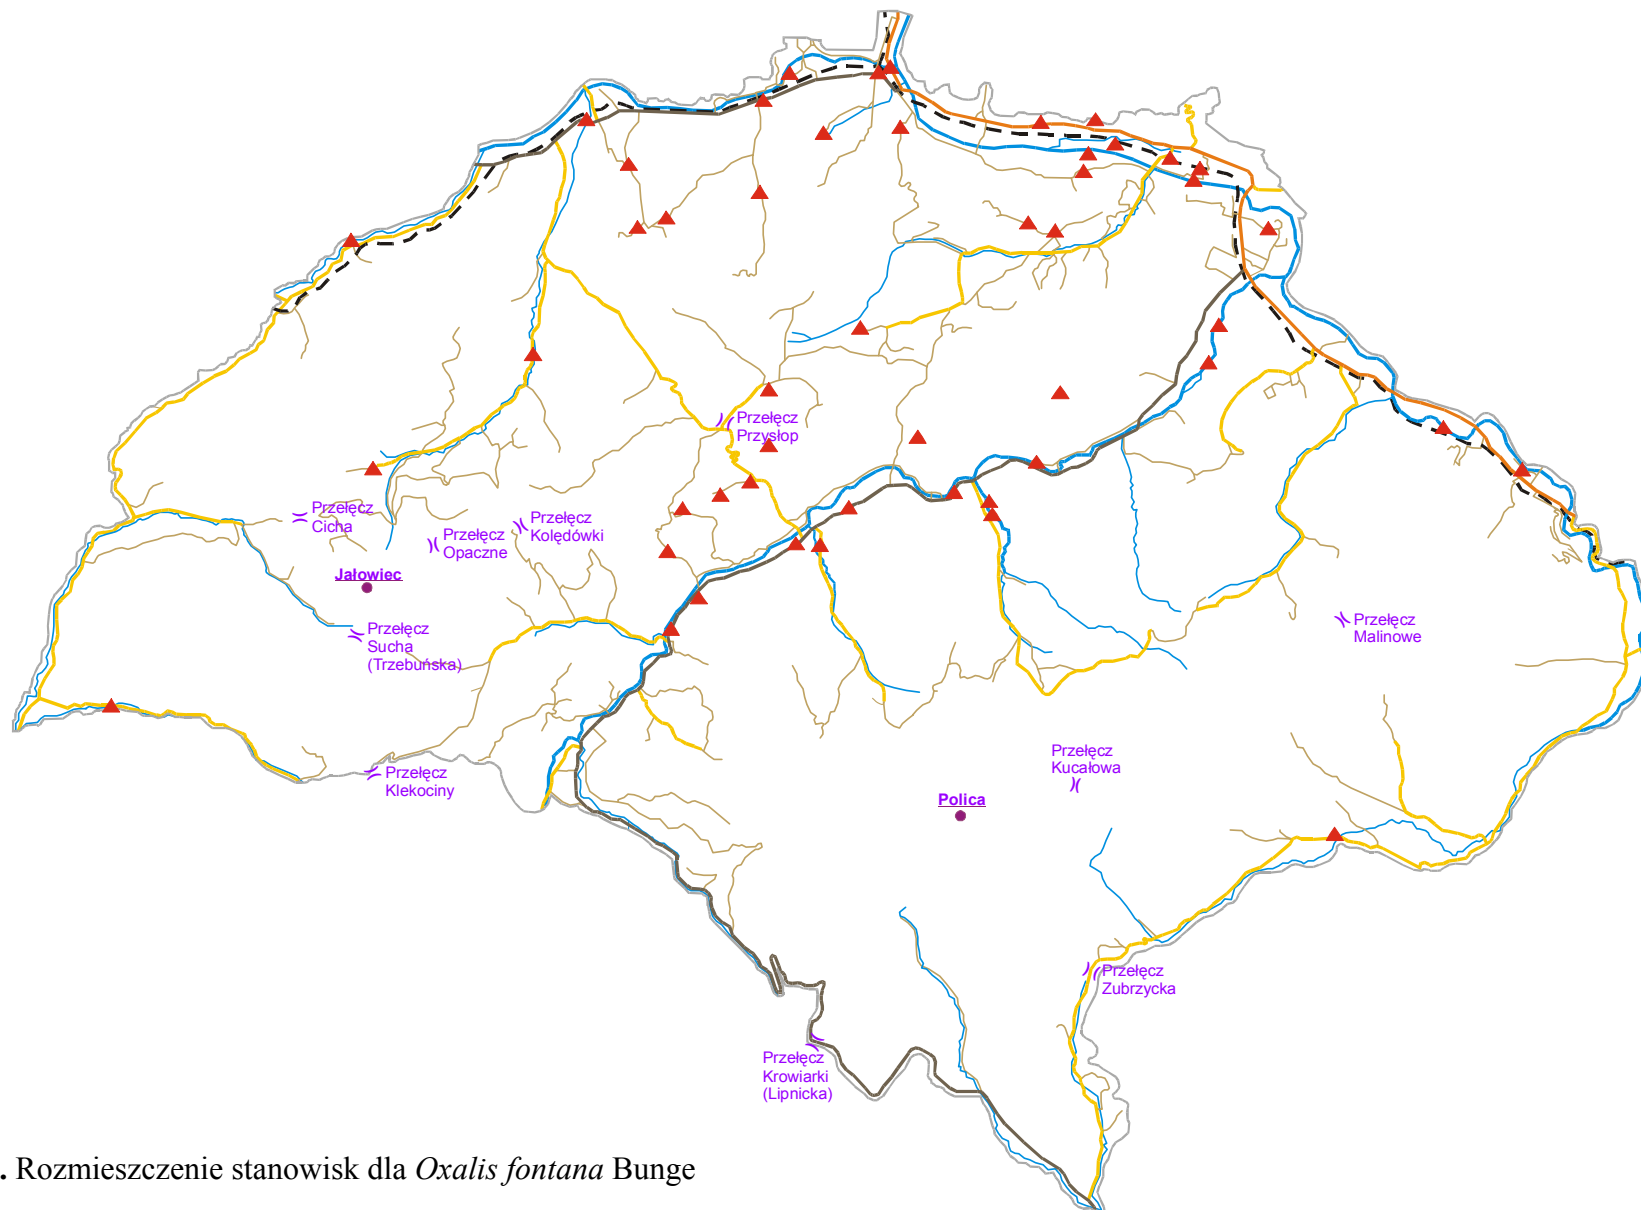 Przełęcz
Przysłop
Przełęcz
Cicha
Przełęcz
Opaczne
Przełęcz
Kolędówki
Jałowiec
Przełęcz
Sucha
(Trzebuńska)
Przełęcz
Malinowe
Przełęcz
Klekociny
Przełęcz
Kucałowa
Polica
Przełęcz
Zubrzycka
Przełęcz
Krowiarki
(Lipnicka)
. Rozmieszczenie stanowisk dla Oxalis fontana Bunge